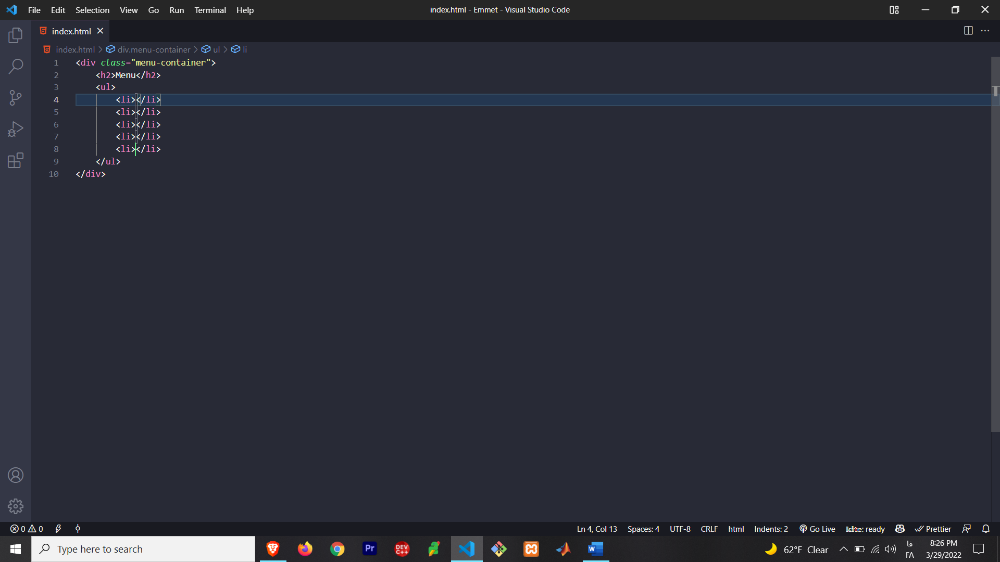 File Edit Selection View Go Run Terminal Help
index.html - Emmet - Visual Studio Code
index.html
index.html > div.menu-container > ul > li
1 <div class="menu-container">
2 <h2>Menu</h2>
3 <ul>
4 <li></li>
5 <li></li>
6 <li></li>
7 <li></li>
8 <li></li>
9 </ul>
10 </div>
0 0 Ln 4, Col 13 Spaces: 4 UTF-8 CRLF html Indents: 2 Go Live kite: ready Prettier
Type here to search
Pr
DEV C++
W
62°F Clear
فا
FA
8:26 PM
3/29/2022